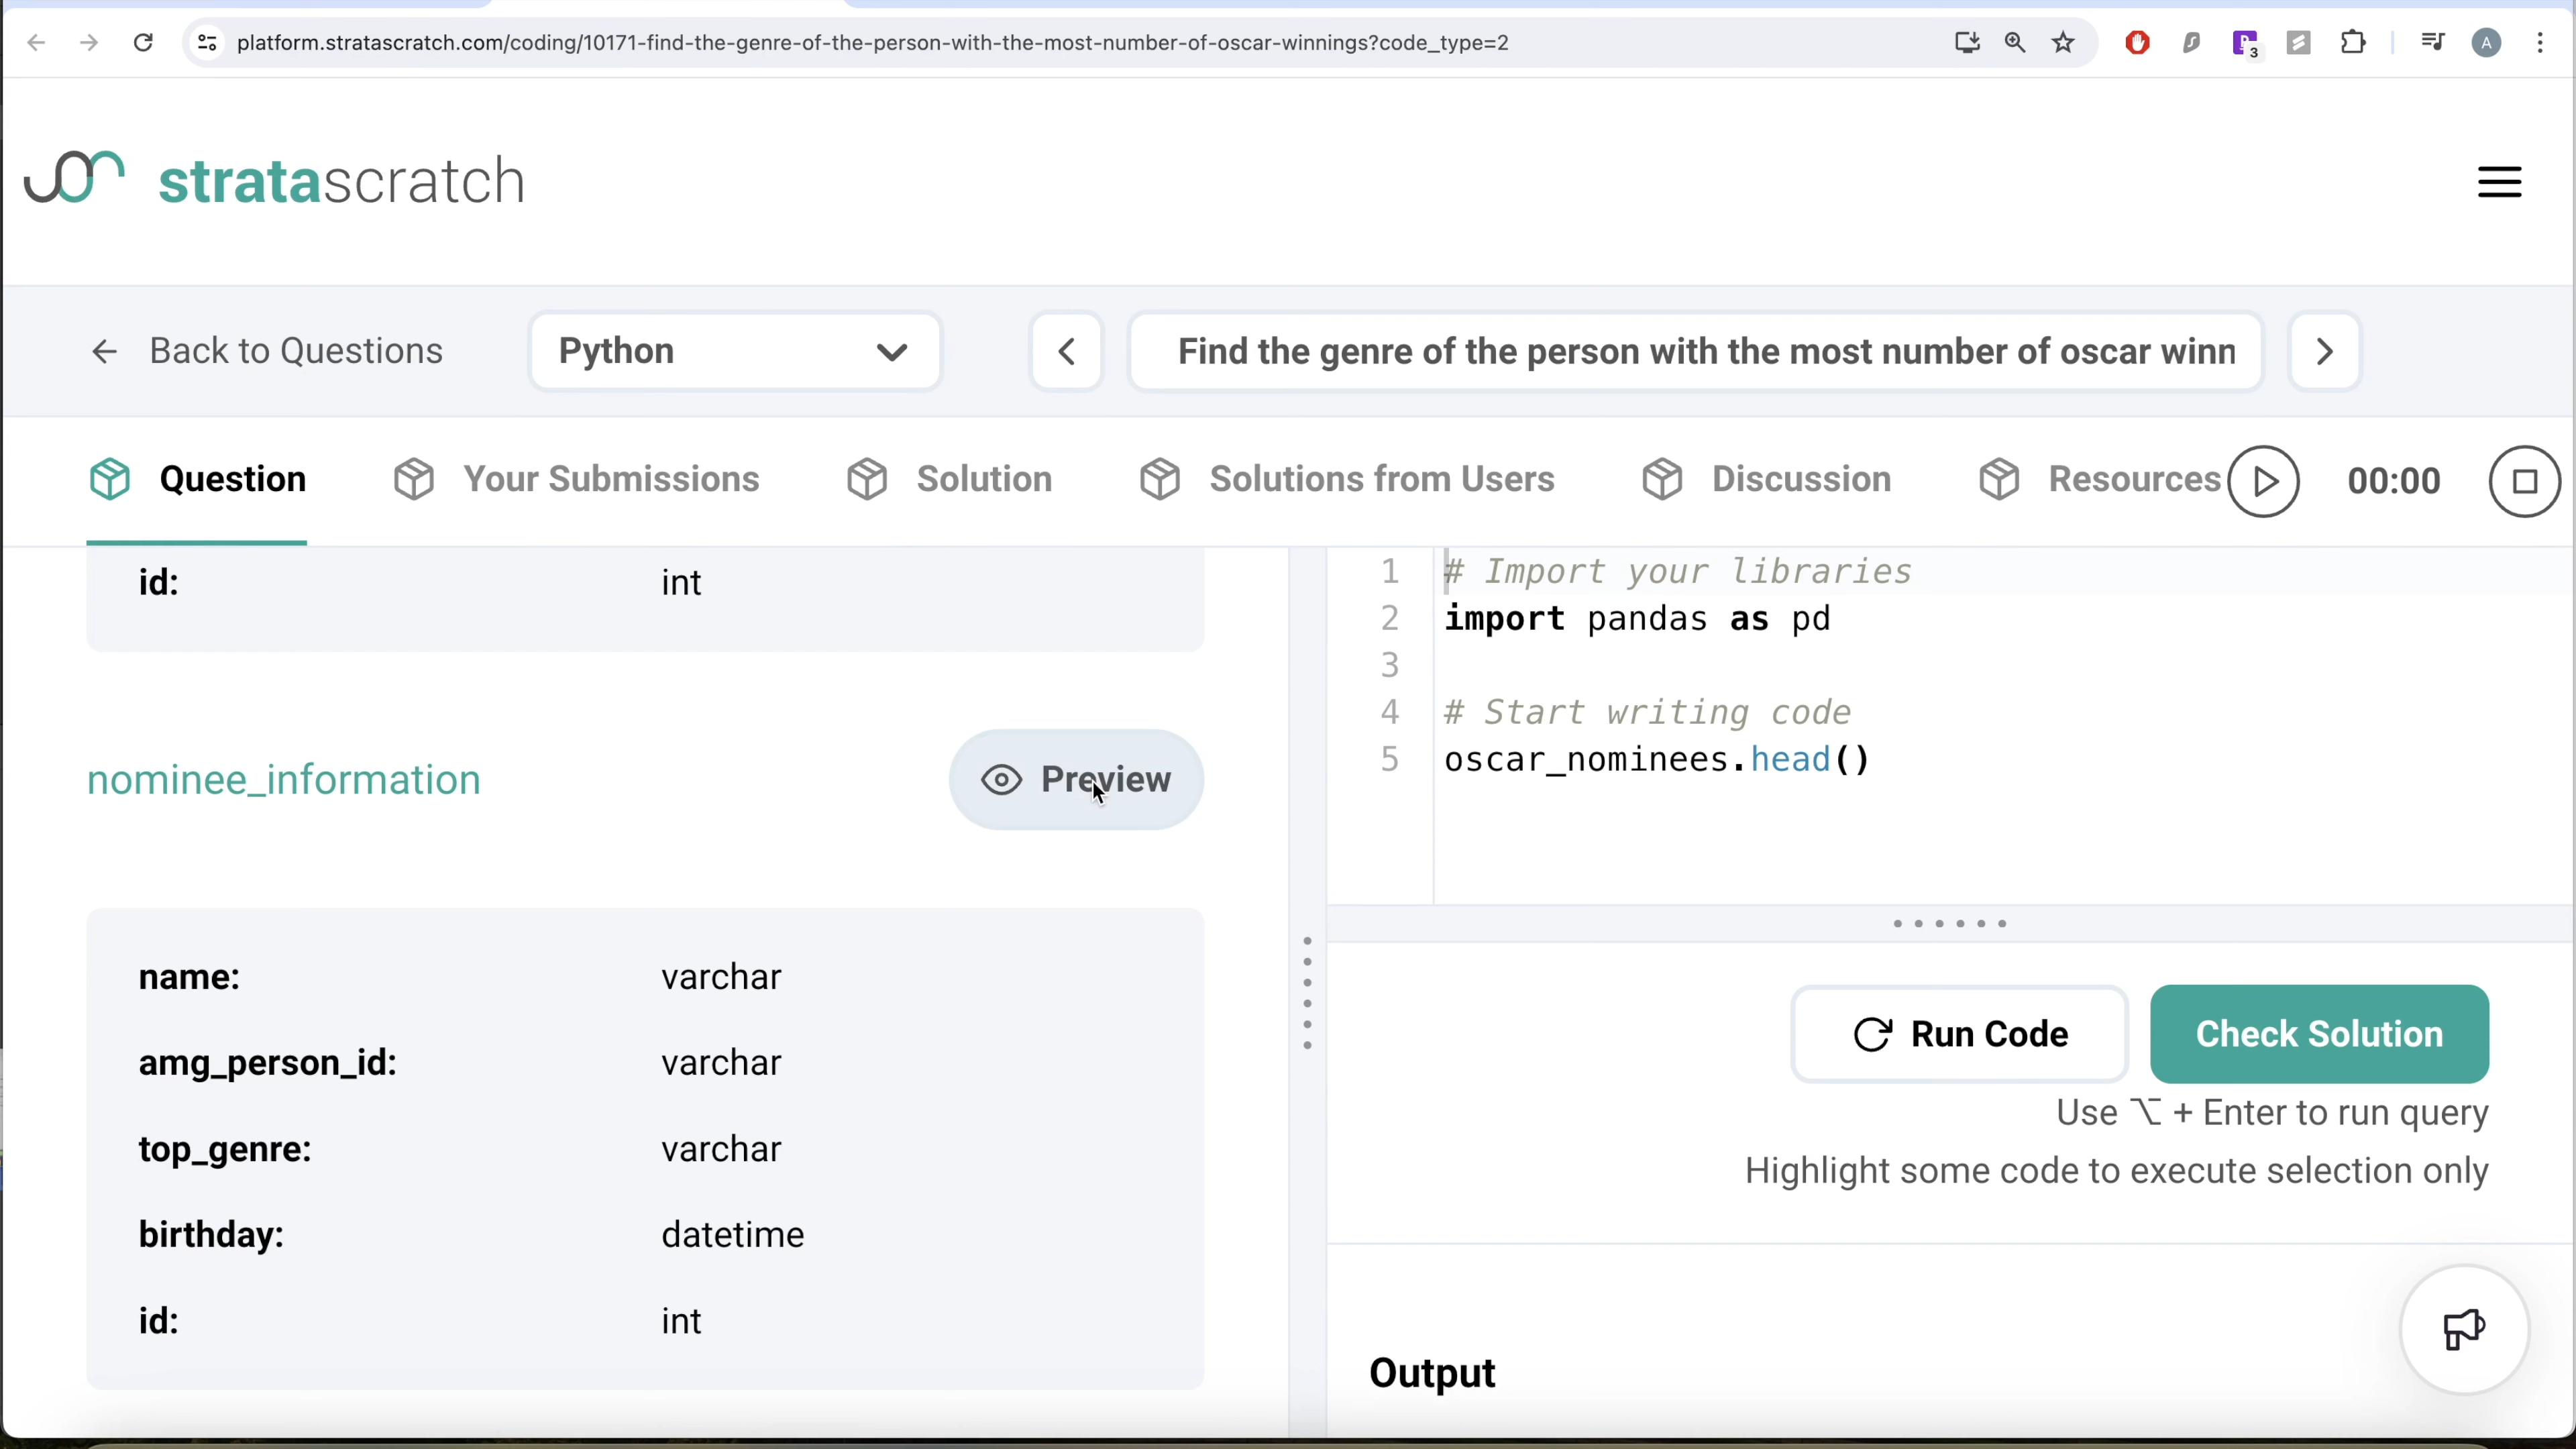 platform.stratascratch.com/coding/10171-find-the-genre-of-the-person-with-the-most-number-of-oscar-winnings?code_type=2
3
A
stratascratch
Back to Questions
Python
Find the genre of the person with the most number of oscar winn
Question
Your Submissions
Solution
Solutions from Users
Discussion
Resources
00:00
id: int
nominee_information
Preview
name: varchar
amg_person_id: varchar
top_genre: varchar
birthday: datetime
id: int
1 # Import your libraries
2 import pandas as pd
3
4 # Start writing code
5 oscar_nominees.head()
Run Code
Check Solution
Use ⌥ + Enter to run query
Highlight some code to execute selection only
Output